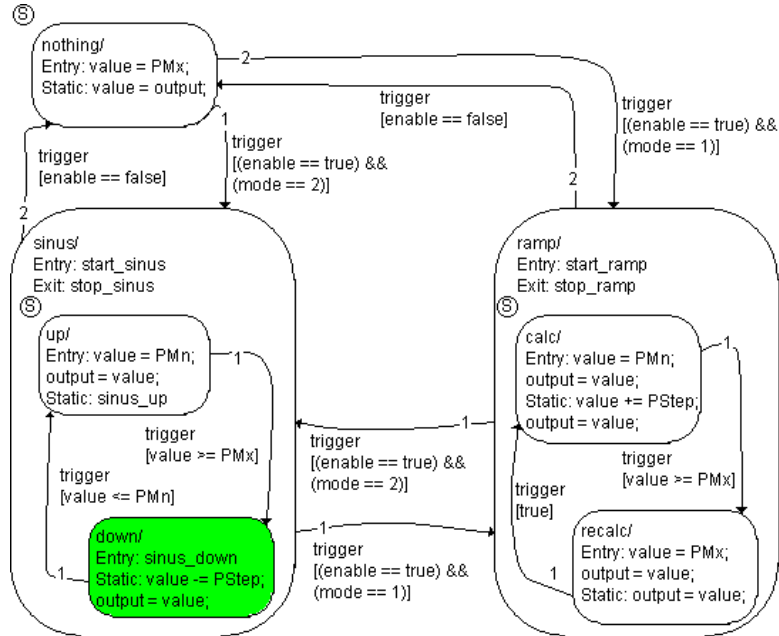 S
nothing/
Entry: value = PMx;
Static: value = output;
2
1
trigger
[enable == false]
trigger
[(enable == true) &&
(mode == 1)]
trigger
[(enable == true) &&
(mode == 2)]
trigger
[enable == false]
2
2
sinus/
Entry: start_sinus
Exit: stop_sinus
S
up/
Entry: value = PMn;
output = value;
Static: sinus_up
1
trigger
[value >= PMx]
trigger
[value <= PMn]
down/
Entry: sinus_down
Static: value -= PStep;
output = value;
1
1
trigger
[(enable == true) &&
(mode == 2)]
1
trigger
[(enable == true) &&
(mode == 1)]
ramp/
Entry: start_ramp
Exit: stop_ramp
S
calc/
Entry: value = PMn;
output = value;
Static: value += PStep;
output = value;
1
trigger
[value >= PMx]
trigger
[true]
recalc/
Entry: value = PMx;
output = value;
Static: output = value;
1